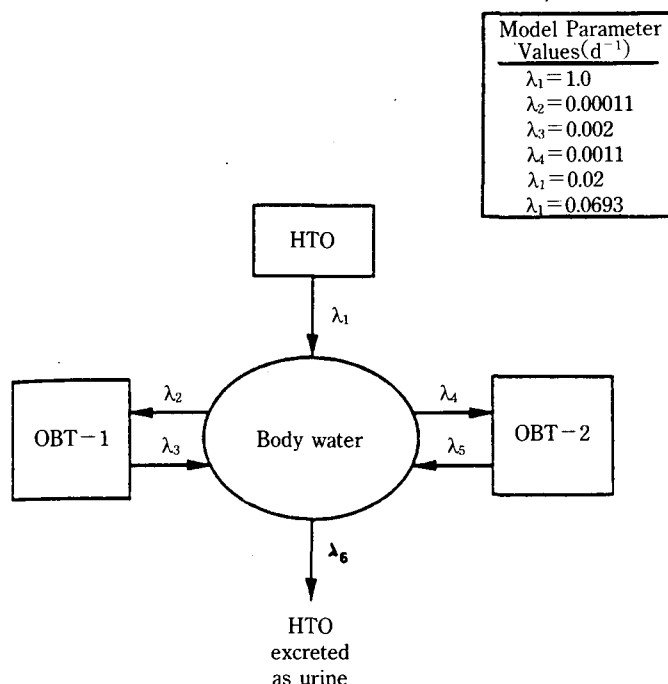 Model Parameter
Values(d⁻¹)
λ₁=1.0
λ₂=0.00011
λ₃=0.002
λ₄=0.0011
λ₁=0.02
λ₁=0.0693
HTO
λ₁
λ₂
λ₄
OBT-1
Body water
OBT-2
λ₃
λ₅
λ₆
HTO
excreted
as urine